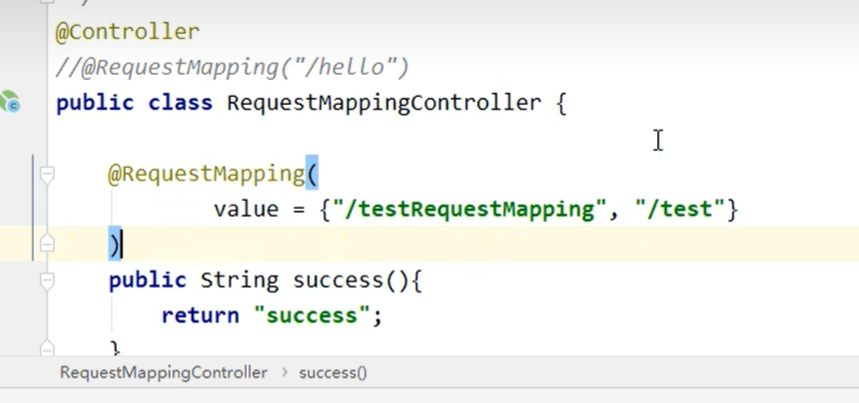 @Controller
//@RequestMapping("/hello")
public class RequestMappingController {
@RequestMapping(
value = {"/testRequestMapping", "/test"}
)
public String success(){
return "success";
}
RequestMappingController > success()